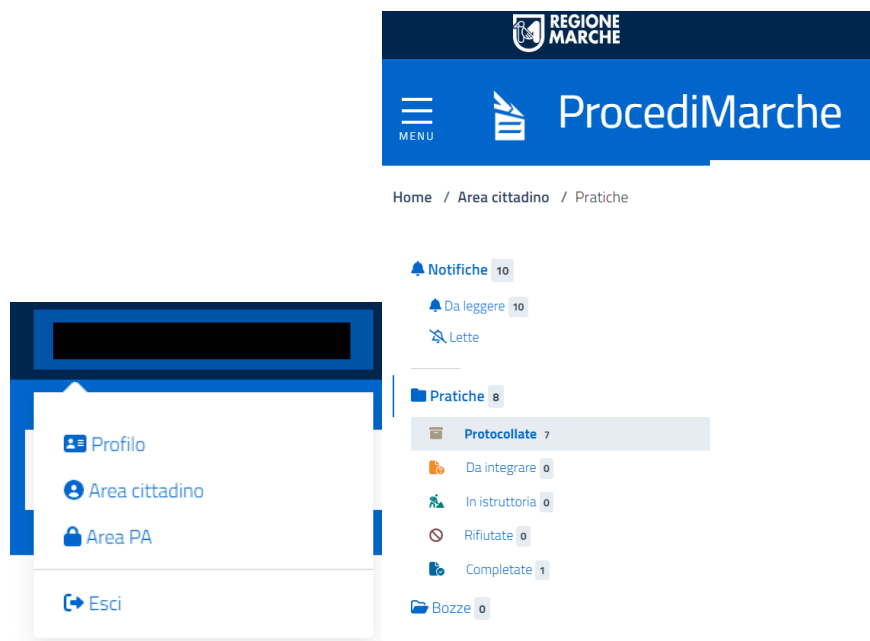 REGIONE
MARCHE
MENU
ProcediMarche
Home / Area cittadino / Pratiche
Notifiche 10
Da leggere 10
Lette
Pratiche 8
Protocollate 7
Da integrare 0
In istruttoria 0
Rifiutate 0
Completate 1
Bozze 0
Profilo
Area cittadino
Area PA
Esci